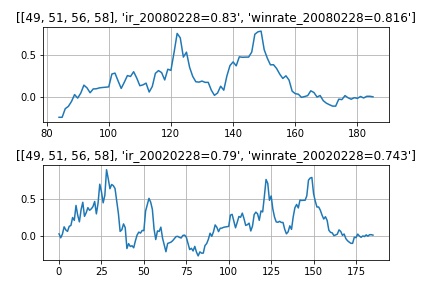 [[49, 51, 56, 58], 'ir_20080228=0.83', 'winrate_20080228=0.816']
0.5
0.0
80 100 120 140 160 180
[[49, 51, 56, 58], 'ir_20020228=0.79', 'winrate_20020228=0.743']
0.5
0.0
0 25 50 75 100 125 150 175